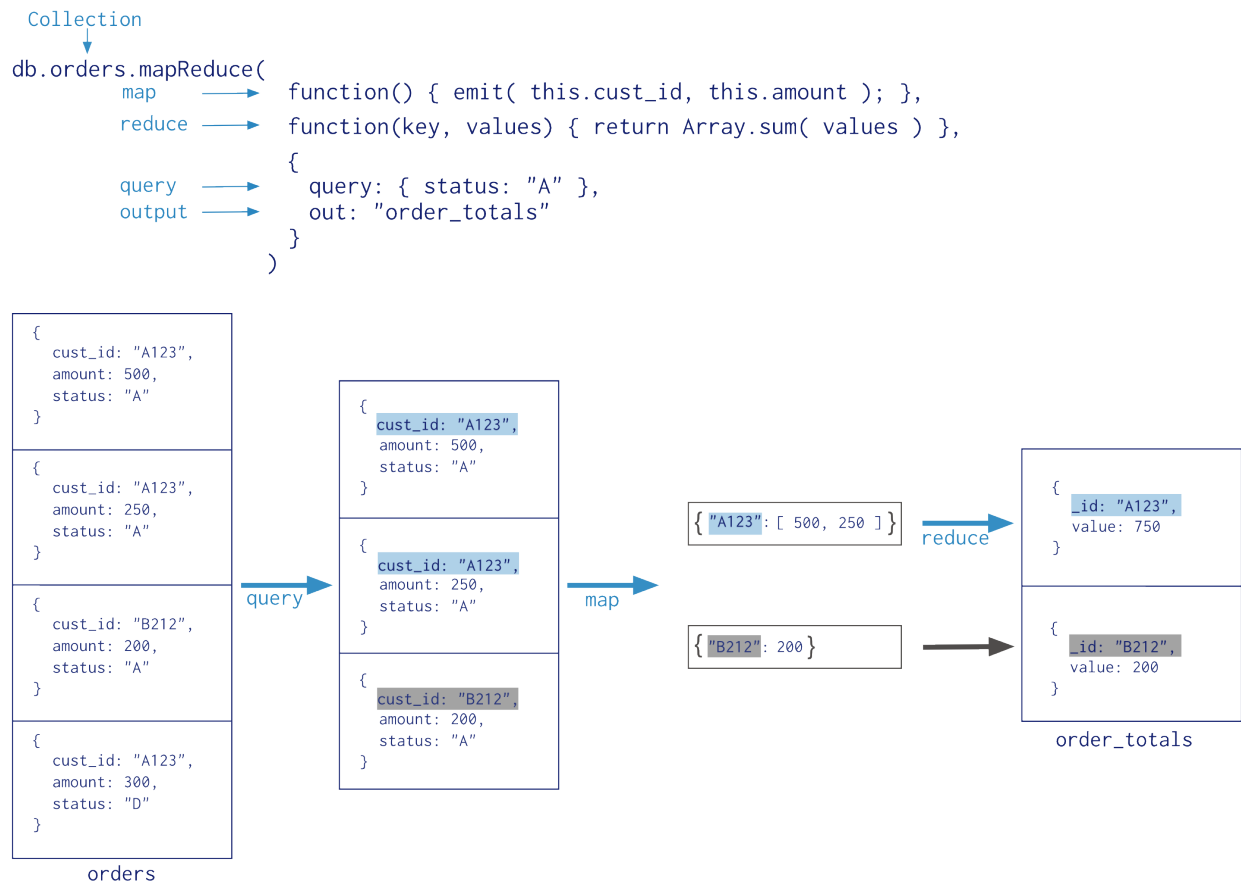 Collection
db.orders.mapReduce(
map function() { emit( this.cust_id, this.amount ); },
reduce function(key, values) { return Array.sum( values ) },
{
query query: { status: "A" },
output out: "order_totals"
}
)
{
cust_id: "A123",
amount: 500,
status: "A"
}
{
cust_id: "A123",
amount: 250,
status: "A"
}
{
cust_id: "B212",
amount: 200,
status: "A"
}
{
cust_id: "A123",
amount: 300,
status: "D"
}
orders
query
{
cust_id: "A123",
amount: 500,
status: "A"
}
{
cust_id: "A123",
amount: 250,
status: "A"
}
{
cust_id: "B212",
amount: 200,
status: "A"
}
map
{ "A123": [ 500, 250 ] }
{ "B212": 200 }
reduce
{
_id: "A123",
value: 750
}
{
_id: "B212",
value: 200
}
order_totals